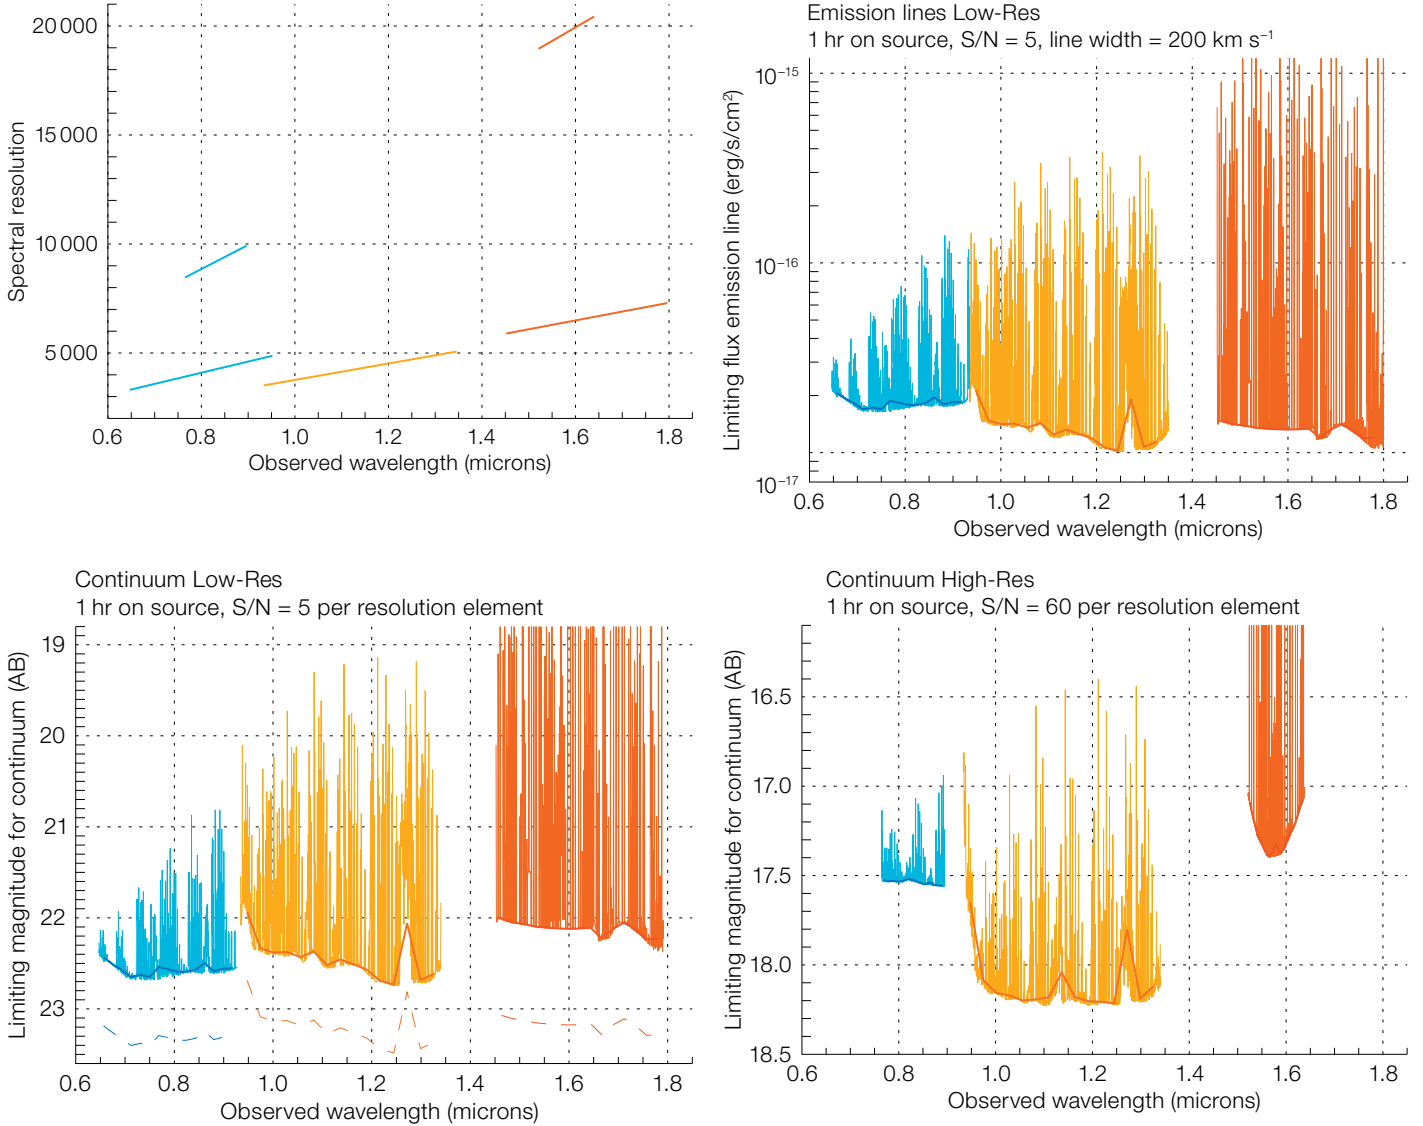 20 000
15 000
10 000
5000
0.6 0.8 1.0 1.2 1.4 1.6 1.8
Observed wavelength (microns)
Spectral resolution
Emission lines Low-Res
1 hr on source, S/N = 5, line width = 200 km s⁻¹
10⁻¹⁵
10⁻¹⁶
10⁻¹⁷
0.6 0.8 1.0 1.2 1.4 1.6 1.8
Observed wavelength (microns)
Limiting flux emission line (erg/s/cm²)
Continuum Low-Res
1 hr on source, S/N = 5 per resolution element
19
20
21
22
23
0.6 0.8 1.0 1.2 1.4 1.6 1.8
Observed wavelength (microns)
Limiting magnitude for continuum (AB)
Continuum High-Res
1 hr on source, S/N = 60 per resolution element
16.5
17.0
17.5
18.0
18.5
0.6 0.8 1.0 1.2 1.4 1.6 1.8
Observed wavelength (microns)
Limiting magnitude for continuum (AB)